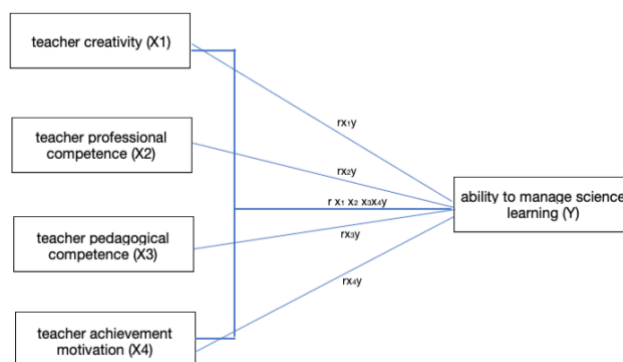 teacher creativity (X1)
rx₁y
teacher professional
competence (X2)
rx₂y
r x₁ x₂ x₃x₄y
ability to manage science
learning (Y)
teacher pedagogical
competence (X3)
rx₃y
rx₄y
teacher achievement
motivation (X4)